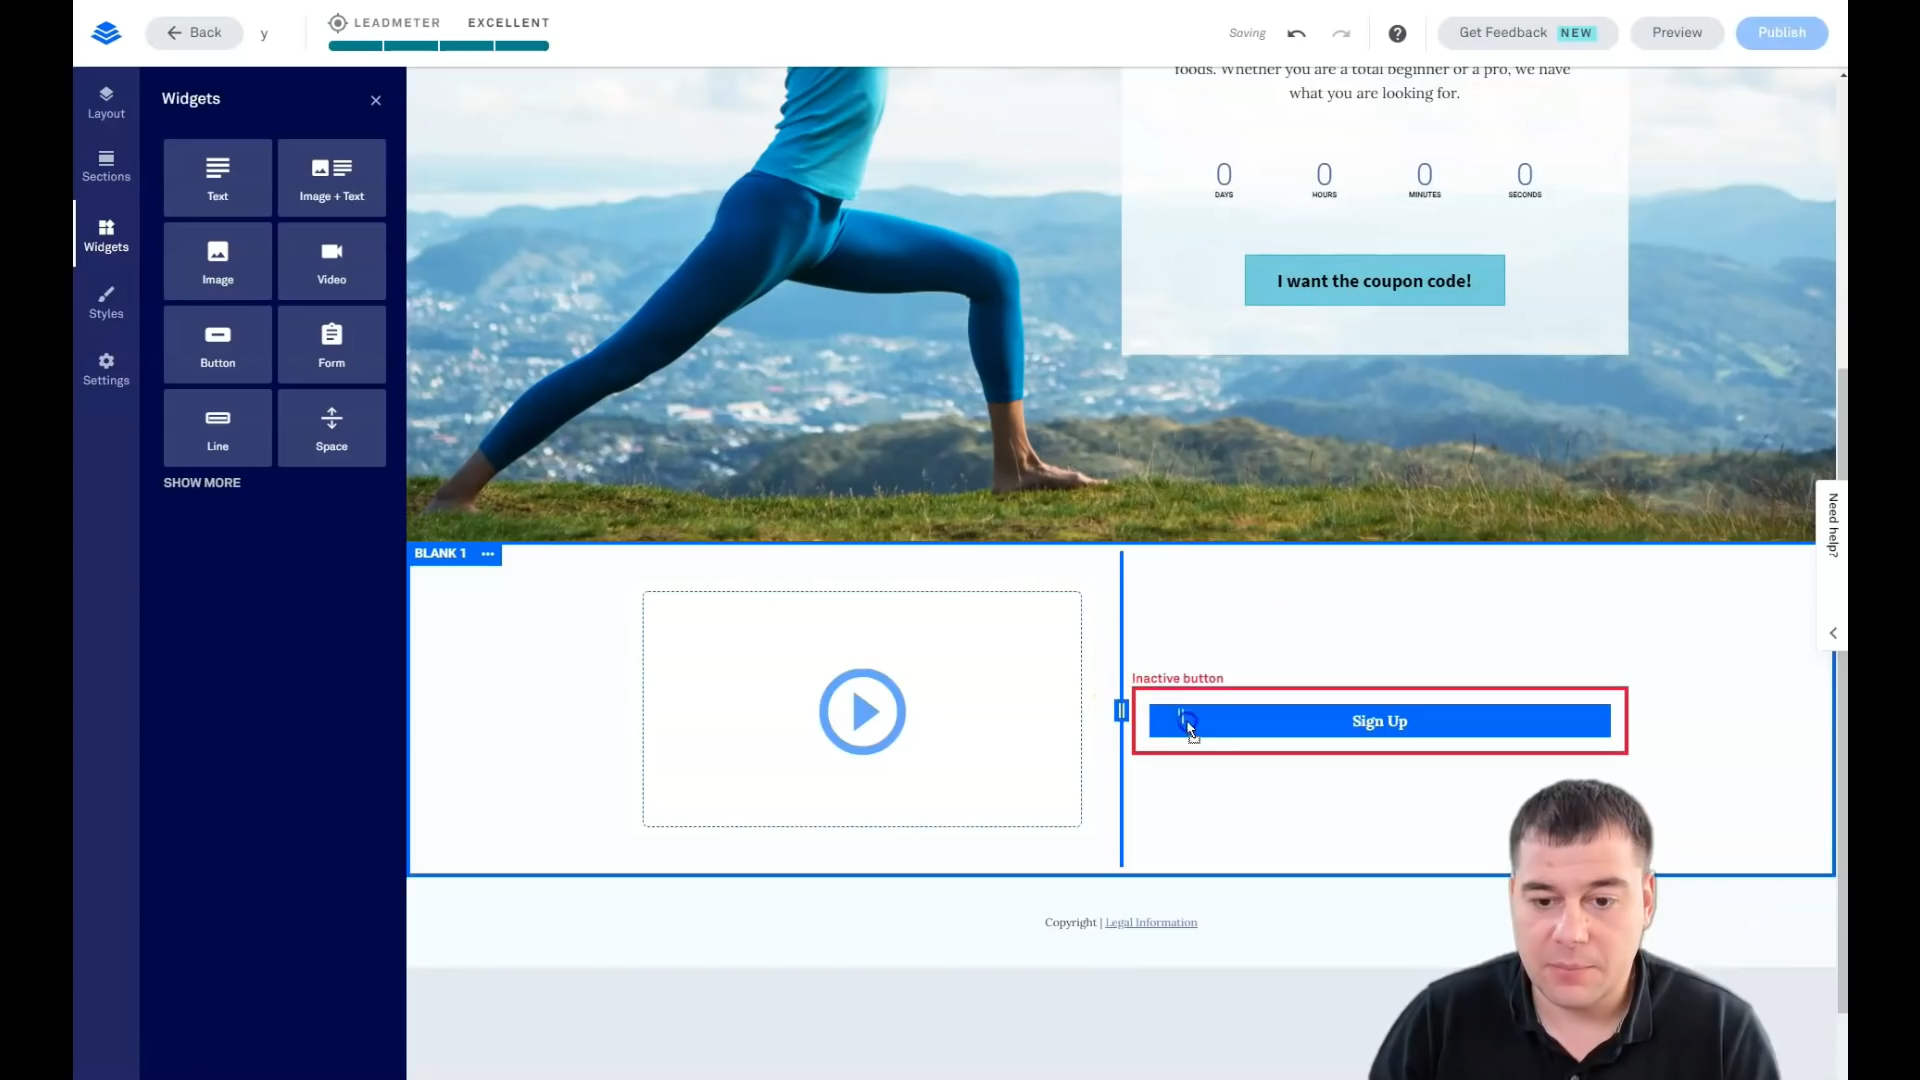 Back
y
LEADMETER EXCELLENT
Saving
Get Feedback NEW
Preview
Publish
Layout
Sections
Widgets
Styles
Settings
Widgets
Text
Image + Text
Image
Video
Button
Form
Line
Space
SHOW MORE
foods. Whether you are a total beginner or a pro, we have
what you are looking for.
0 0 0 0
DAYS HOURS MINUTES SECONDS
I want the coupon code!
Need help?
BLANK 1 ...
Inactive button
Sign Up
Copyright | Legal Information